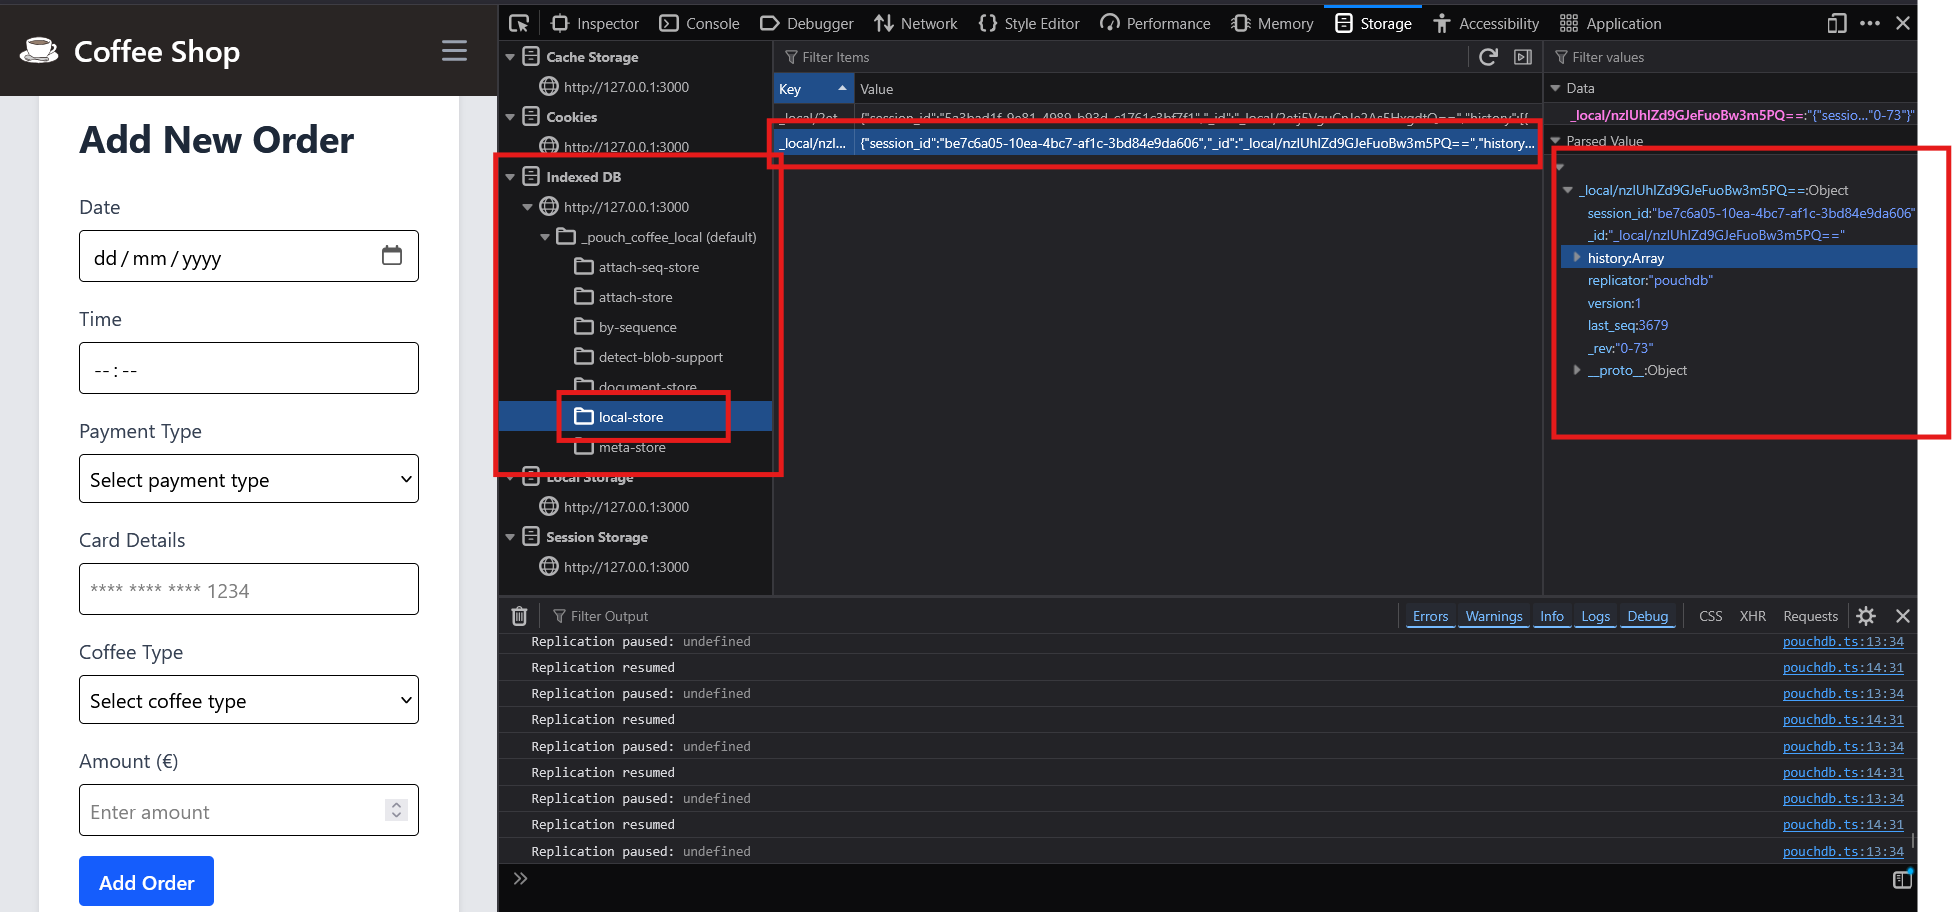 Coffee Shop
Add New Order
Date
dd / mm / yyyy
Time
-- : --
Payment Type
Select payment type
Card Details
**** **** **** 1234
Coffee Type
Select coffee type
Amount (€)
Enter amount
Add Order
Inspector Console Debugger Network Style Editor Performance Memory Storage Accessibility Application
Cache Storage
http://127.0.0.1:3000
Cookies
http://127.0.0.1:3000
Indexed DB
http://127.0.0.1:3000
_pouch_coffee_local (default)
attach-seq-store
attach-store
by-sequence
detect-blob-support
document-store
local-store
meta-store
Local Storage
http://127.0.0.1:3000
Session Storage
http://127.0.0.1:3000
Filter Items
Key Value
_local/nzl... {"session_id":"be7c6a05-10ea-4bc7-af1c-3bd84e9da606","_id":"_local/nzlUhlZd9GJeFuoBw3m5PQ==","history...
Filter values
Data
_local/nzlUhlZd9GJeFuoBw3m5PQ==:"{"sessio..."0-73"}"
Parsed Value
_local/nzlUhlZd9GJeFuoBw3m5PQ==:Object
session_id:"be7c6a05-10ea-4bc7-af1c-3bd84e9da606"
_id:"_local/nzlUhlZd9GJeFuoBw3m5PQ=="
history:Array
replicator:"pouchdb"
version:1
last_seq:3679
_rev:"0-73"
__proto__:Object
Filter Output Errors Warnings Info Logs Debug CSS XHR Requests
Replication paused: undefined pouchdb.ts:13:34
Replication resumed pouchdb.ts:14:31
Replication paused: undefined pouchdb.ts:13:34
Replication resumed pouchdb.ts:14:31
Replication paused: undefined pouchdb.ts:13:34
Replication resumed pouchdb.ts:14:31
Replication paused: undefined pouchdb.ts:13:34
Replication resumed pouchdb.ts:14:31
Replication paused: undefined pouchdb.ts:13:34